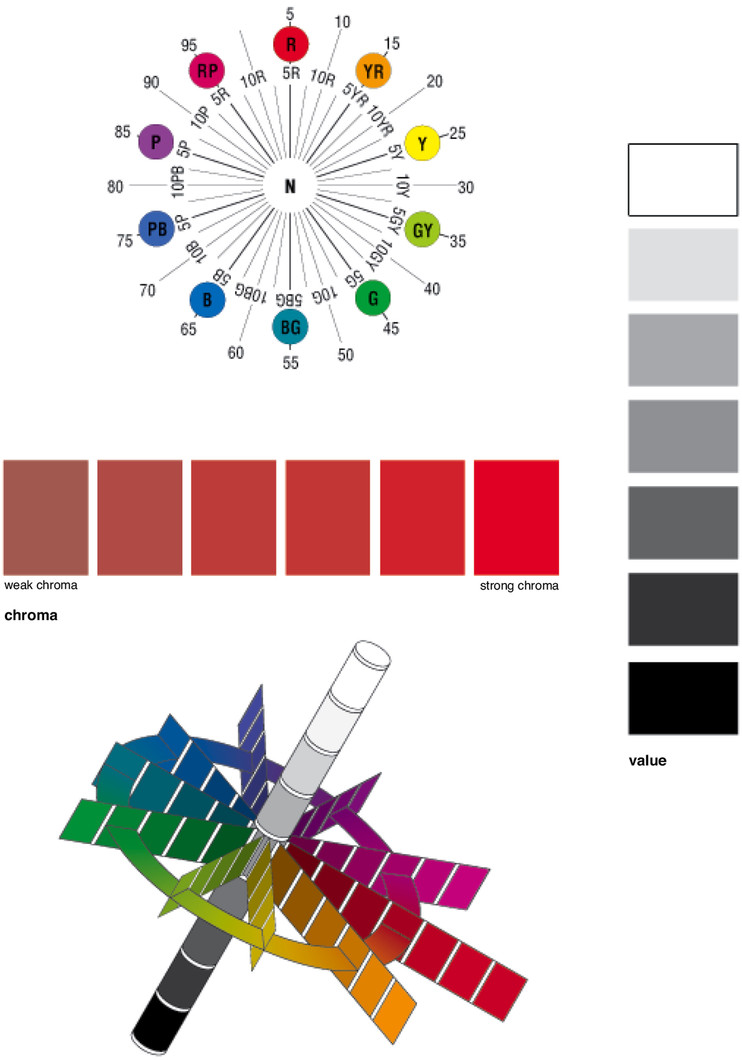 5
10
15
20
25
30
35
40
45
50
55
60
65
70
75
80
85
90
95
R
YR
Y
GY
G
BG
B
PB
P
RP
5R
10R
5YR
10YR
5Y
10Y
5GY
10GY
5G
10G
5BG
10BG
5B
10B
5P
10PB
5P
10P
5R
10R
N
weak chroma
strong chroma
chroma
value